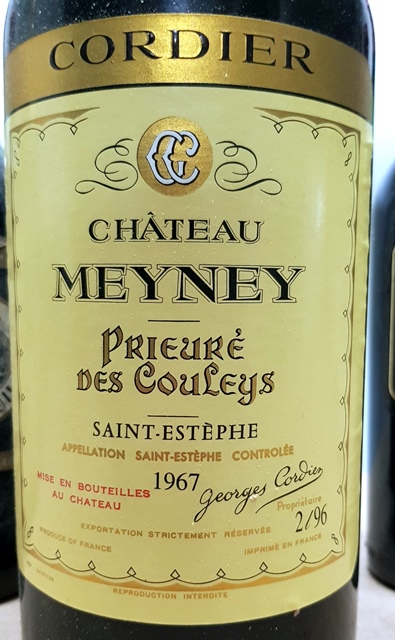 CORDIER
CHÂTEAU
MEYNEY
PRIEURÉ
DES COULEYS
SAINT-ESTÈPHE
APPELLATION SAINT-ESTÈPHE CONTROLÉE
MISE EN BOUTEILLES
AU CHATEAU
1967
Georges Cordier
Propriétaire
2/96
EXPORTATION STRICTEMENT RÉSERVÉE
PRODUCE OF FRANCE
IMPRIMÉ EN FRANCE
REPRODUCTION INTERDITE